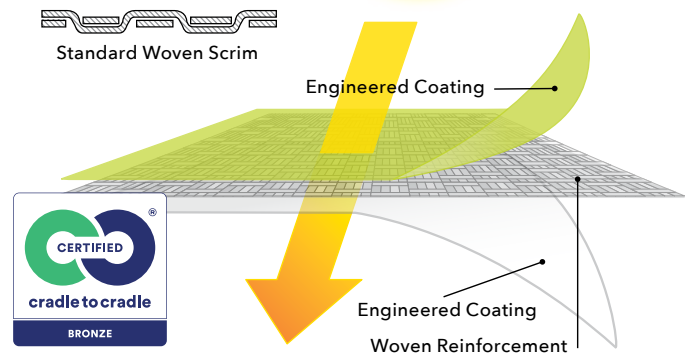 Standard Woven Scrim
Engineered Coating
®
CERTIFIED
cradle to cradle
BRONZE
Engineered Coating
Woven Reinforcement